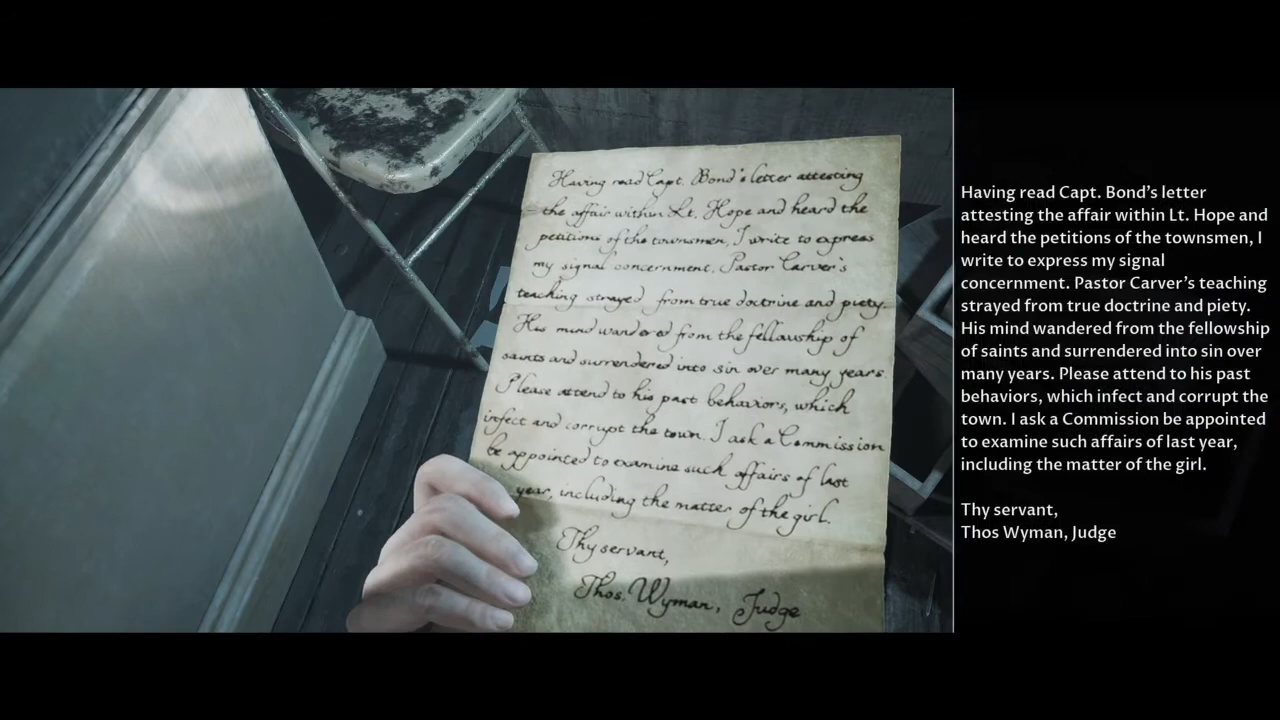 Having read Capt. Bond's letter attesting
the affair within Lt. Hope and heard the
petitions of the townsmen, I write to express
my signal concernment. Pastor Carver's
teaching strayed from true doctrine and piety.
His mind wandered from the fellowship of
saints and surrendered into sin over many years.
Please attend to his past behaviors, which
infect and corrupt the town. I ask a Commission
be appointed to examine such affairs of last
year, including the matter of the girl.
Thy servant,
Thos. Wyman, Judge
Having read Capt. Bond's letter
attesting the affair within Lt. Hope and
heard the petitions of the townsmen, I
write to express my signal
concernment. Pastor Carver's teaching
strayed from true doctrine and piety.
His mind wandered from the fellowship
of saints and surrendered into sin over
many years. Please attend to his past
behaviors, which infect and corrupt the
town. I ask a Commission be appointed
to examine such affairs of last year,
including the matter of the girl.
Thy servant,
Thos Wyman, Judge